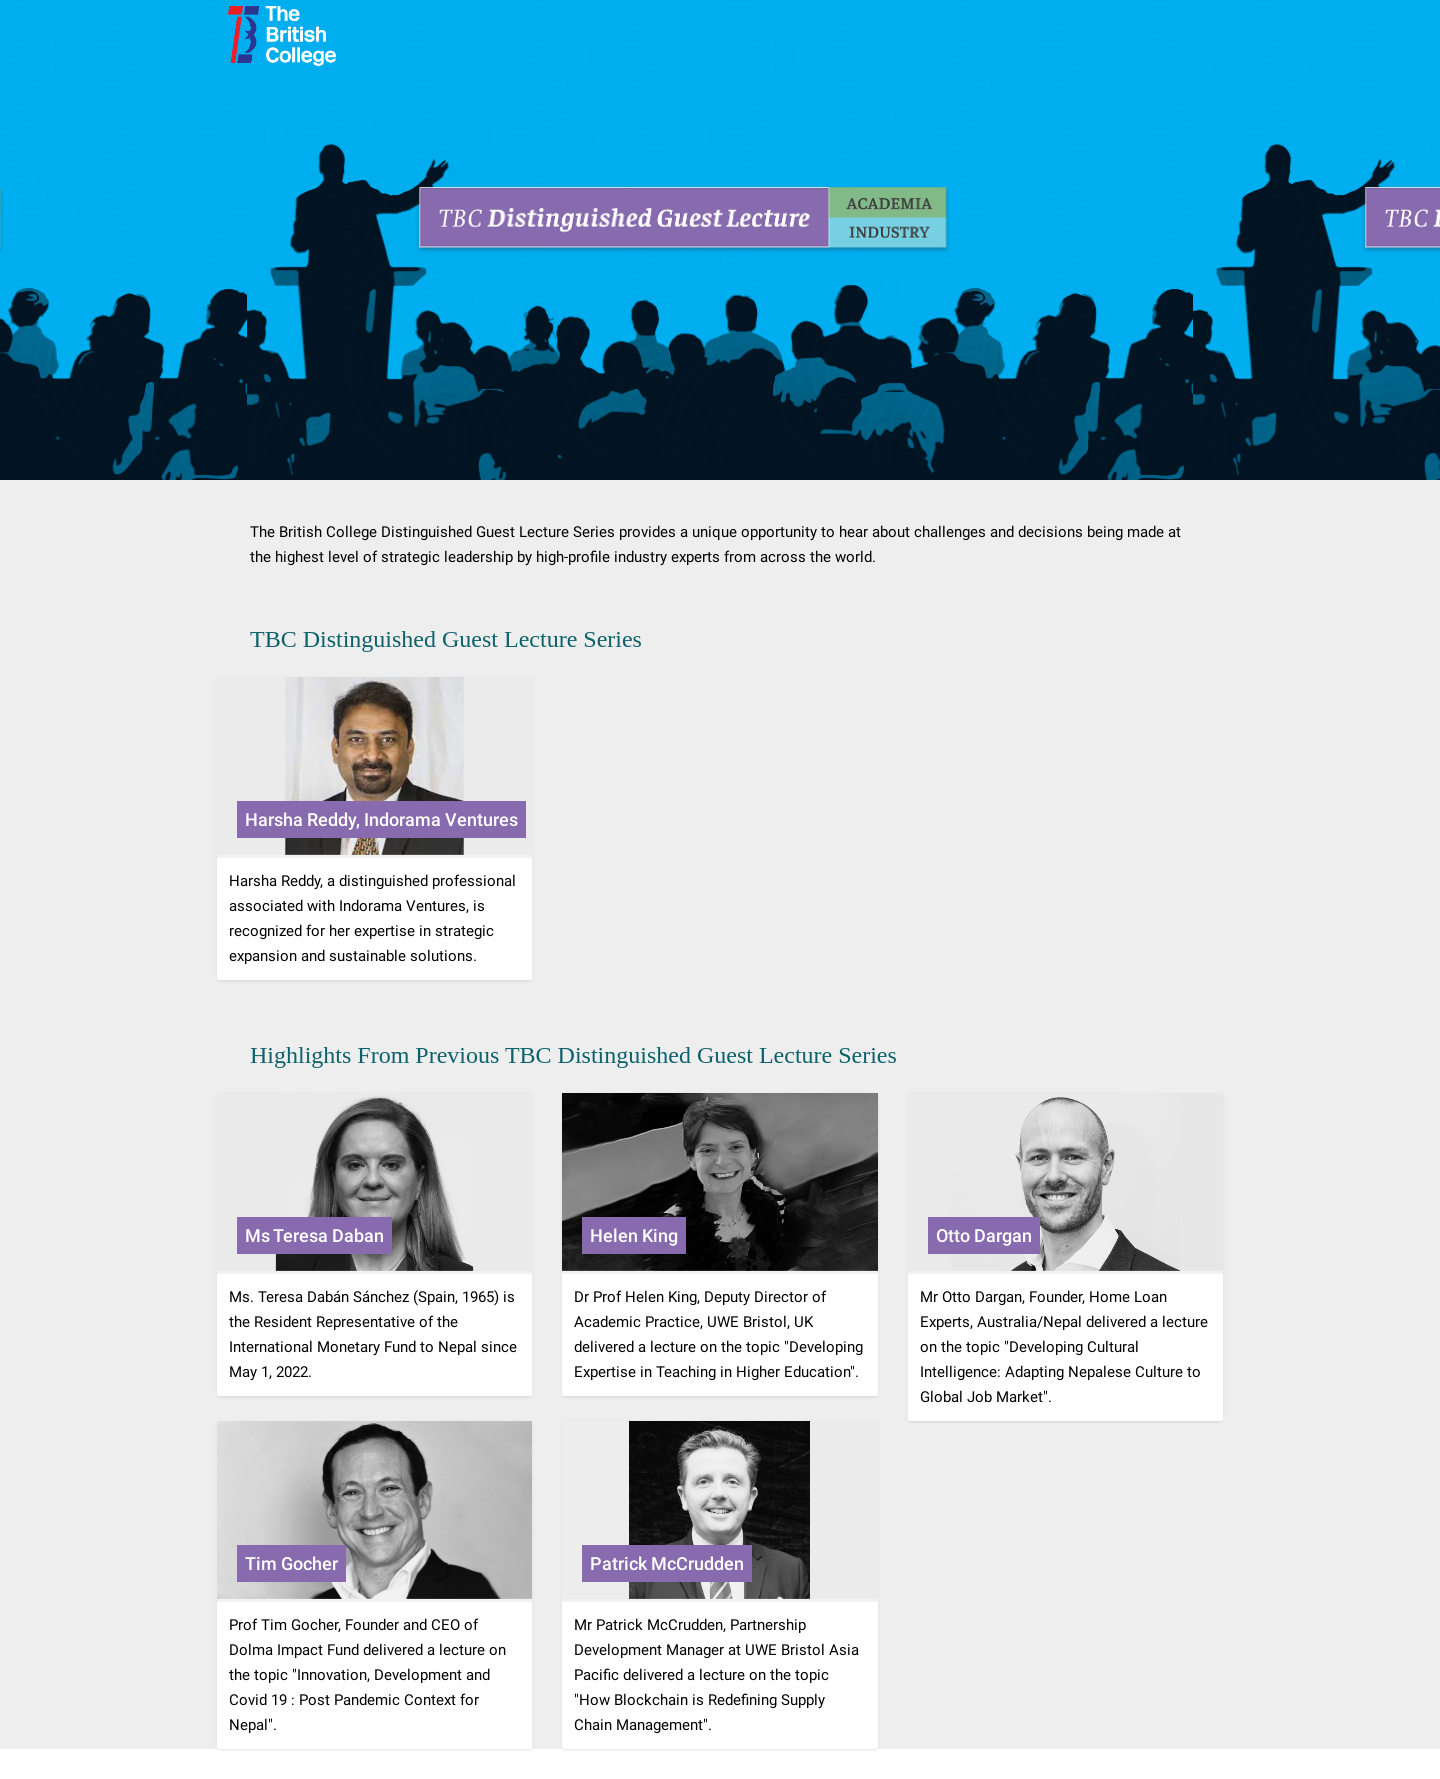 The
British
College
TBC Distinguished Guest Lecture
ACADEMIA
INDUSTRY
TBC
The British College Distinguished Guest Lecture Series provides a unique opportunity to hear about challenges and decisions being made at
the highest level of strategic leadership by high-profile industry experts from across the world.
TBC Distinguished Guest Lecture Series
Harsha Reddy, Indorama Ventures
Harsha Reddy, a distinguished professional
associated with Indorama Ventures, is
recognized for her expertise in strategic
expansion and sustainable solutions.
Highlights From Previous TBC Distinguished Guest Lecture Series
Ms Teresa Daban
Ms. Teresa Dabán Sánchez (Spain, 1965) is
the Resident Representative of the
International Monetary Fund to Nepal since
May 1, 2022.
Helen King
Dr Prof Helen King, Deputy Director of
Academic Practice, UWE Bristol, UK
delivered a lecture on the topic "Developing
Expertise in Teaching in Higher Education".
Otto Dargan
Mr Otto Dargan, Founder, Home Loan
Experts, Australia/Nepal delivered a lecture
on the topic "Developing Cultural
Intelligence: Adapting Nepalese Culture to
Global Job Market".
Tim Gocher
Prof Tim Gocher, Founder and CEO of
Dolma Impact Fund delivered a lecture on
the topic "Innovation, Development and
Covid 19 : Post Pandemic Context for
Nepal".
Patrick McCrudden
Mr Patrick McCrudden, Partnership
Development Manager at UWE Bristol Asia
Pacific delivered a lecture on the topic
"How Blockchain is Redefining Supply
Chain Management".